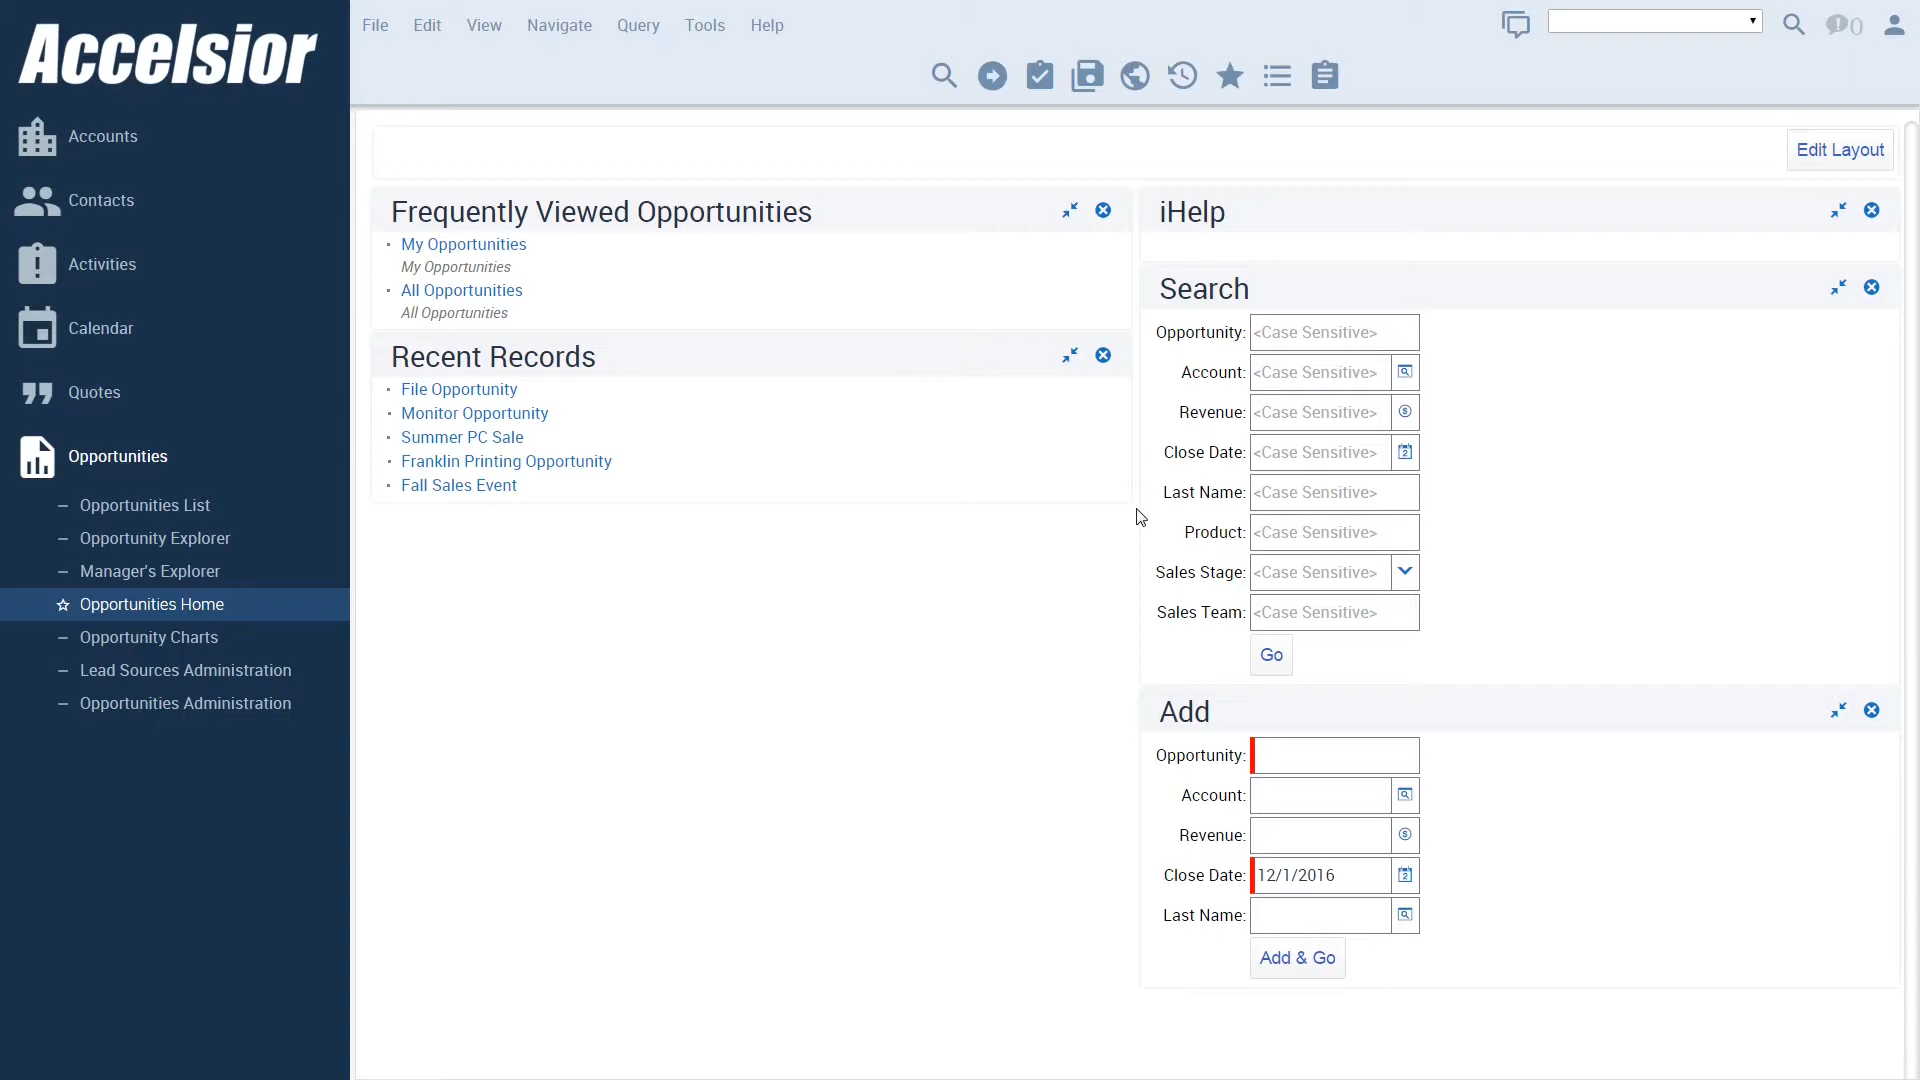 Accelsior
File Edit View Navigate Query Tools Help
0
Accounts
Contacts
Activities
Calendar
Quotes
Opportunities
Opportunities List
Opportunity Explorer
Manager's Explorer
Opportunities Home
Opportunity Charts
Lead Sources Administration
Opportunities Administration
Edit Layout
Frequently Viewed Opportunities
My Opportunities
My Opportunities
All Opportunities
All Opportunities
Recent Records
File Opportunity
Monitor Opportunity
Summer PC Sale
Franklin Printing Opportunity
Fall Sales Event
iHelp
Search
Opportunity: <Case Sensitive>
Account: <Case Sensitive>
Revenue: <Case Sensitive>
Close Date: <Case Sensitive>
Last Name: <Case Sensitive>
Product: <Case Sensitive>
Sales Stage: <Case Sensitive>
Sales Team: <Case Sensitive>
Go
Add
Opportunity:
Account:
Revenue:
Close Date: 12/1/2016
Last Name:
Add & Go